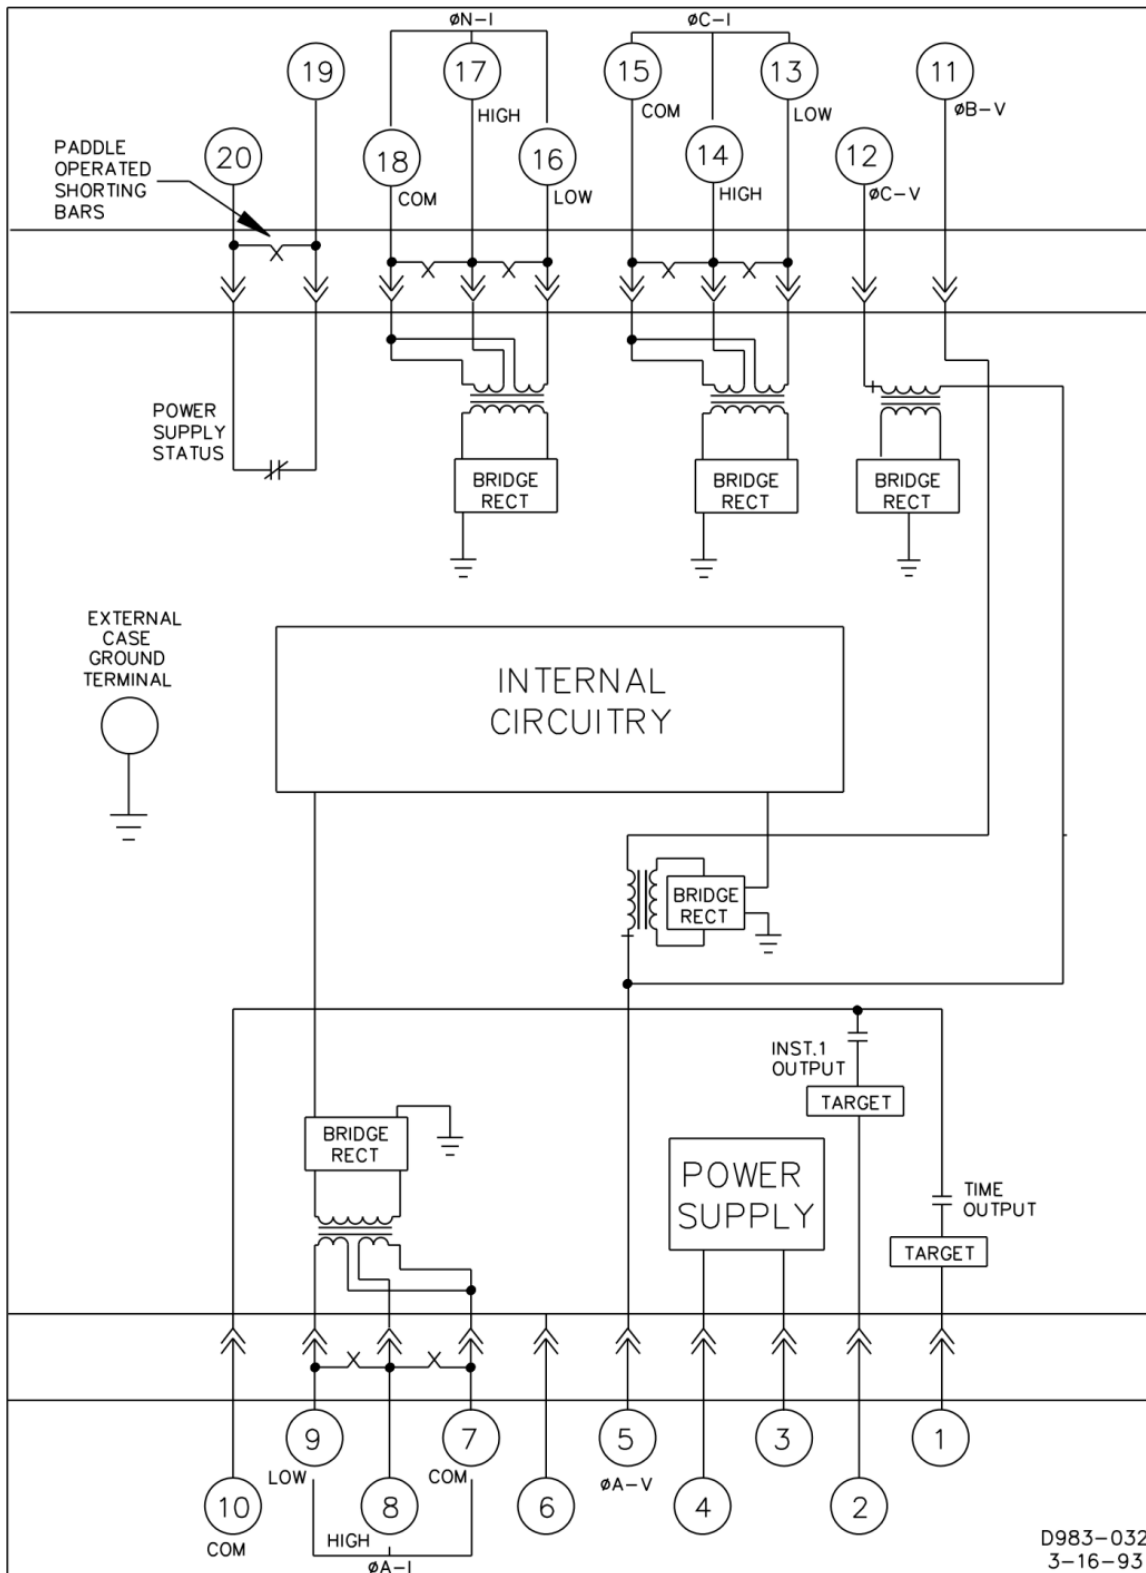 øN-I
øC-I
19
17
15
13
11
HIGH
COM
LOW
øB-V
PADDLE
OPERATED
SHORTING
BARS
20
18
16
14
12
COM
LOW
HIGH
øC-V
POWER
SUPPLY
STATUS
BRIDGE
RECT
BRIDGE
RECT
BRIDGE
RECT
EXTERNAL
CASE
GROUND
TERMINAL
INTERNAL
CIRCUITRY
BRIDGE
RECT
INST.1
OUTPUT
TARGET
BRIDGE
RECT
POWER
SUPPLY
TIME
OUTPUT
TARGET
9
7
5
3
1
LOW
COM
øA-V
10
8
6
4
2
COM
HIGH
øA-I
D983-032
3-16-93